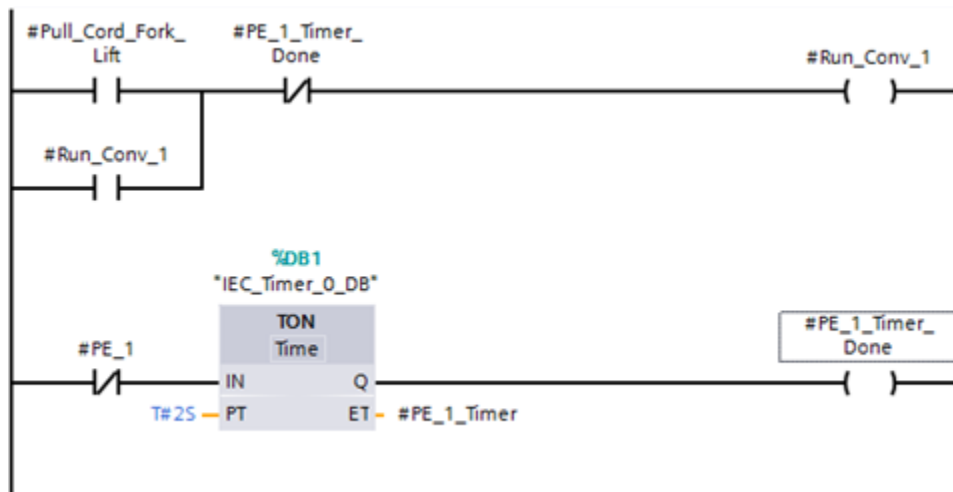 #Pull_Cord_Fork_
Lift
#PE_1_Timer_
Done
#Run_Conv_1
#Run_Conv_1
%DB1
"IEC_Timer_0_DB"
TON
Time
#PE_1
IN
Q
T#2S
PT
ET
#PE_1_Timer
#PE_1_Timer_
Done